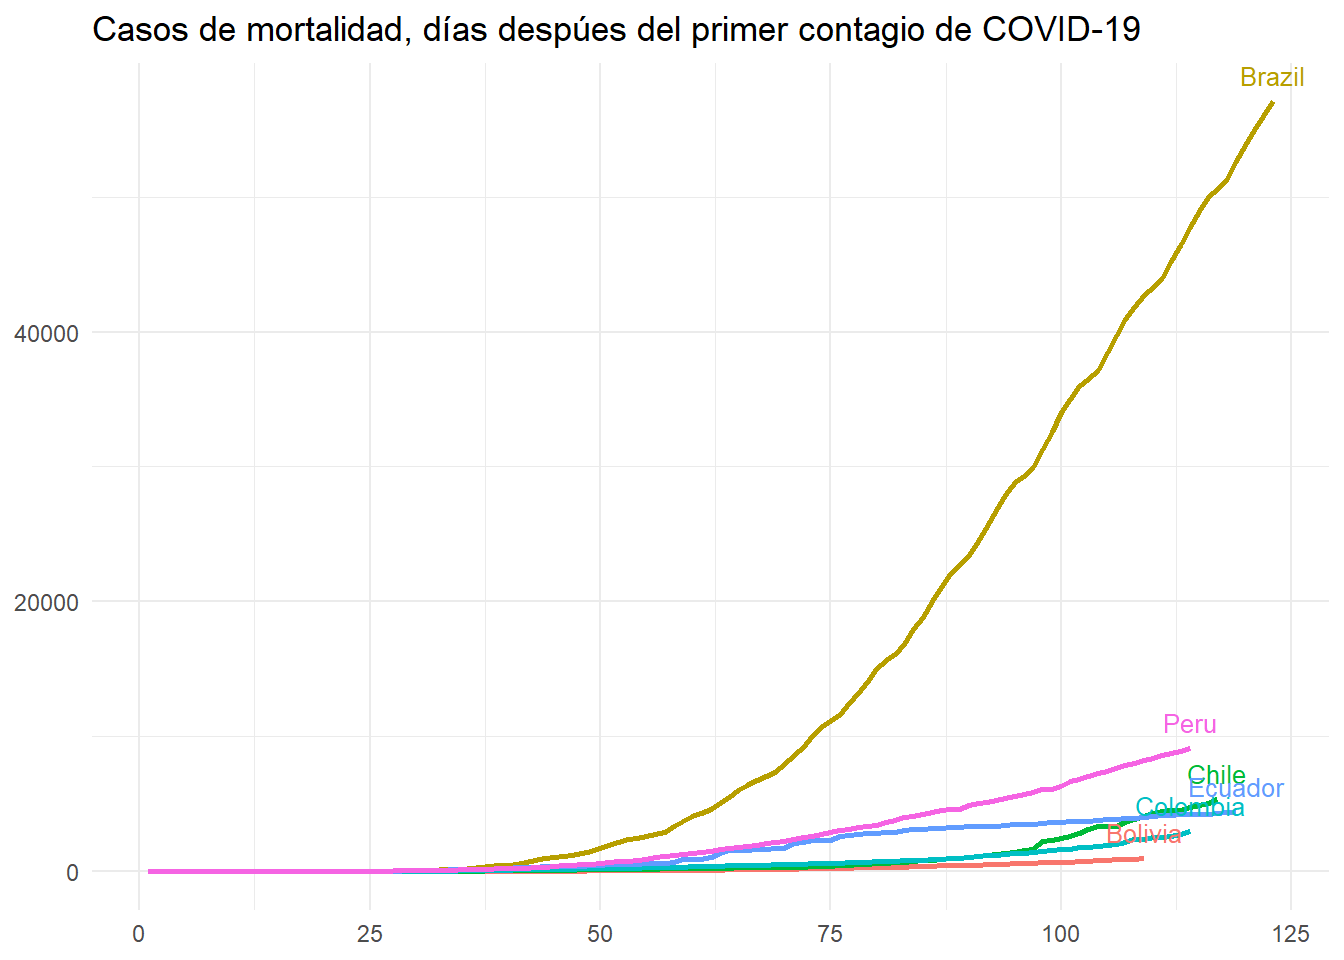 Casos de mortalidad, días despúes del primer contagio de COVID-19
Brazil
40000
20000
Peru
Chile
Ecuador
Colombia
Bolivia
0
0 25 50 75 100 125